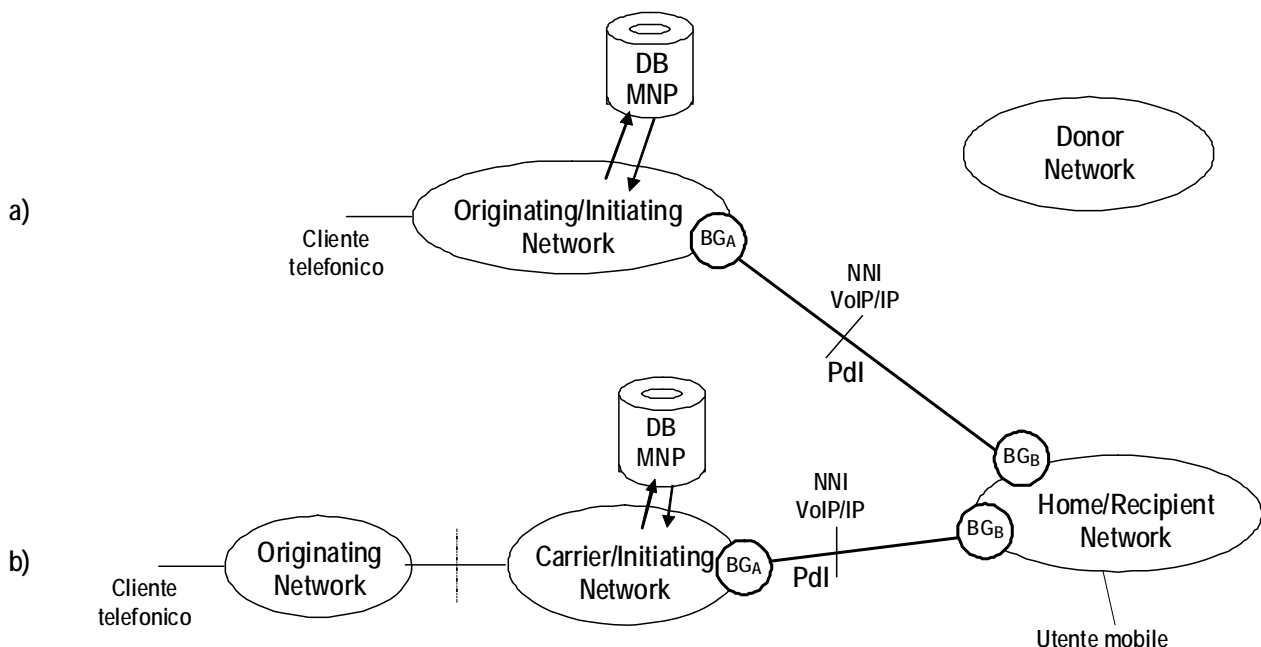 DB
MNP
Donor
Network
a)
Originating/Initiating
Network
BGA
Cliente
telefonico
NNI
VoIP/IP
PdI
DB
MNP
BGB
NNI
VoIP/IP
Home/Recipient
Network
BGB
b)
Originating
Network
Carrier/Initiating
Network
BGA
PdI
Cliente
telefonico
Utente mobile